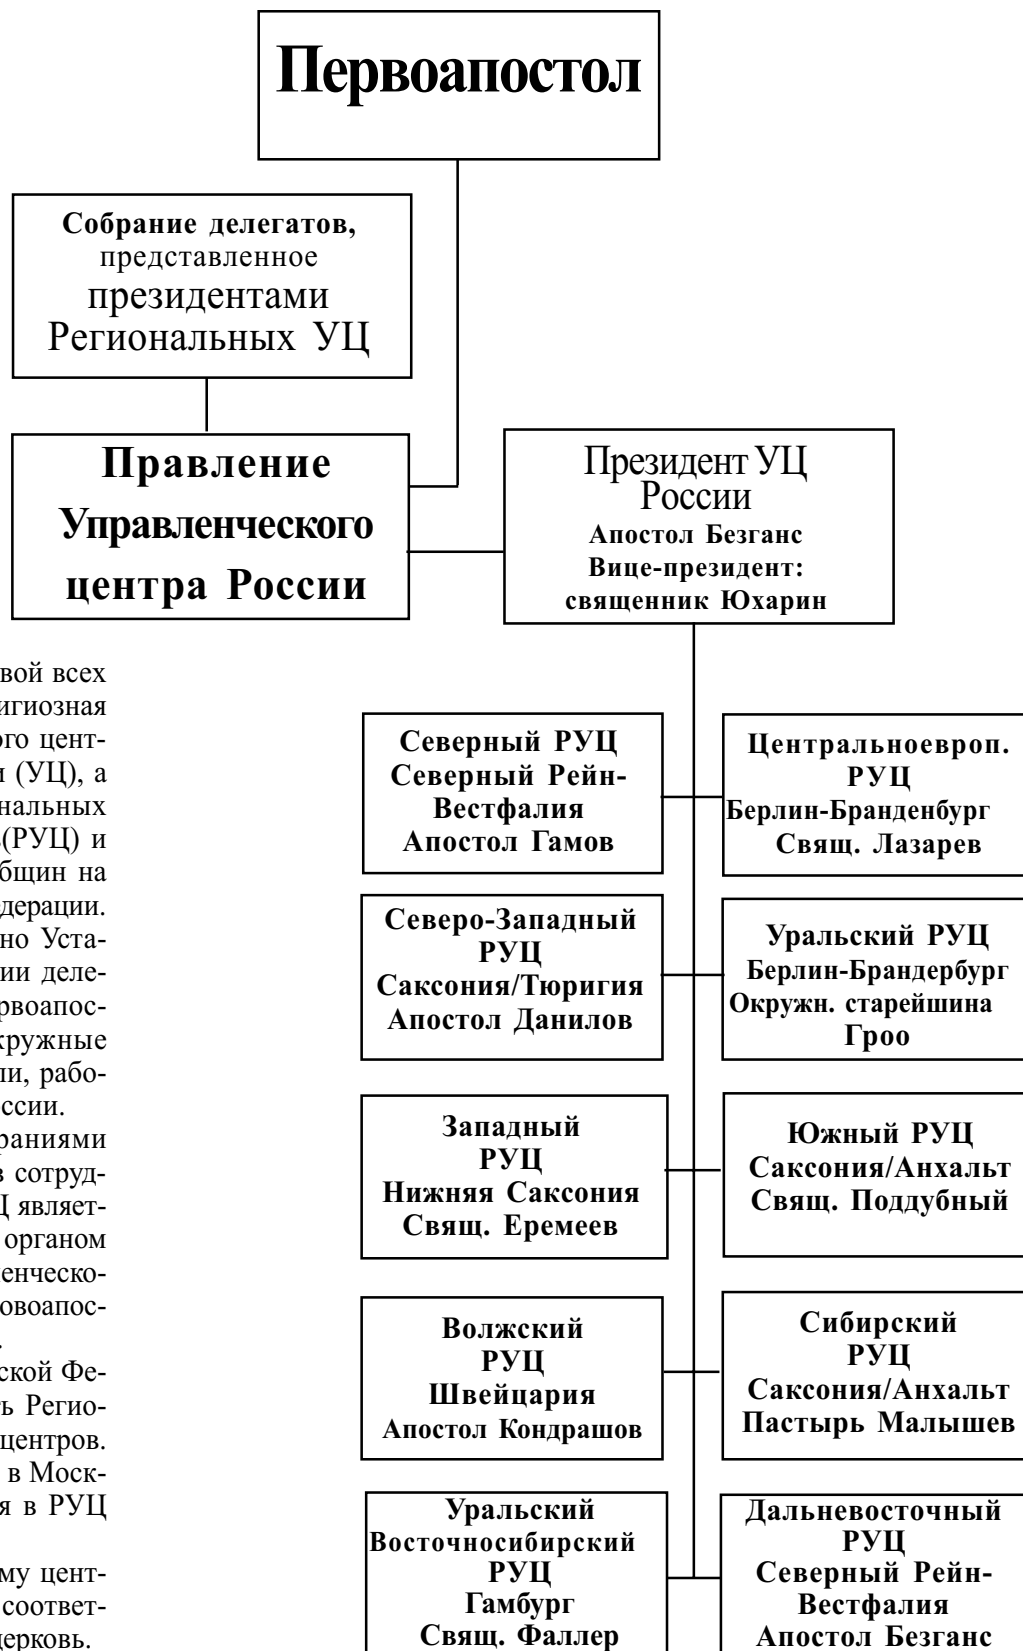 Первоапостол
Собрание делегатов,
представленное
президентами
Региональных УЦ
Правление
Управленческого
центра России
Президент УЦ
России
Апостол Безганс
Вице-президент:
священник Юхарин
вой всех
игиозная
ого цент-
и (УЦ), а
нальных
(РУЦ) и
бщин на
едерации.
но Уста-
ии деле-
рвоапос-
кружные
ли, рабо-
ссии.
раниями
в сотруд-
Ц являет-
органом
енческо-
овоапос-
.
ской Фе-
ть Регио-
центров.
в Моск-
я в РУЦ
му цент-
соответ-
церковь.
Северный РУЦ
Северный Рейн-
Вестфалия
Апостол Гамов
Центральноевроп.
РУЦ
Берлин-Бранденбург
Свящ. Лазарев
Северо-Западный
РУЦ
Саксония/Тюригия
Апостол Данилов
Уральский РУЦ
Берлин-Брандербург
Окружн. старейшина
Гроо
Западный
РУЦ
Нижняя Саксония
Свящ. Еремеев
Южный РУЦ
Саксония/Анхальт
Свящ. Поддубный
Волжский
РУЦ
Швейцария
Апостол Кондрашов
Сибирский
РУЦ
Саксония/Анхальт
Пастырь Малышев
Уральский
Восточносибирский
РУЦ
Гамбург
Свящ. Фаллер
Дальневосточный
РУЦ
Северный Рейн-
Вестфалия
Апостол Безганс